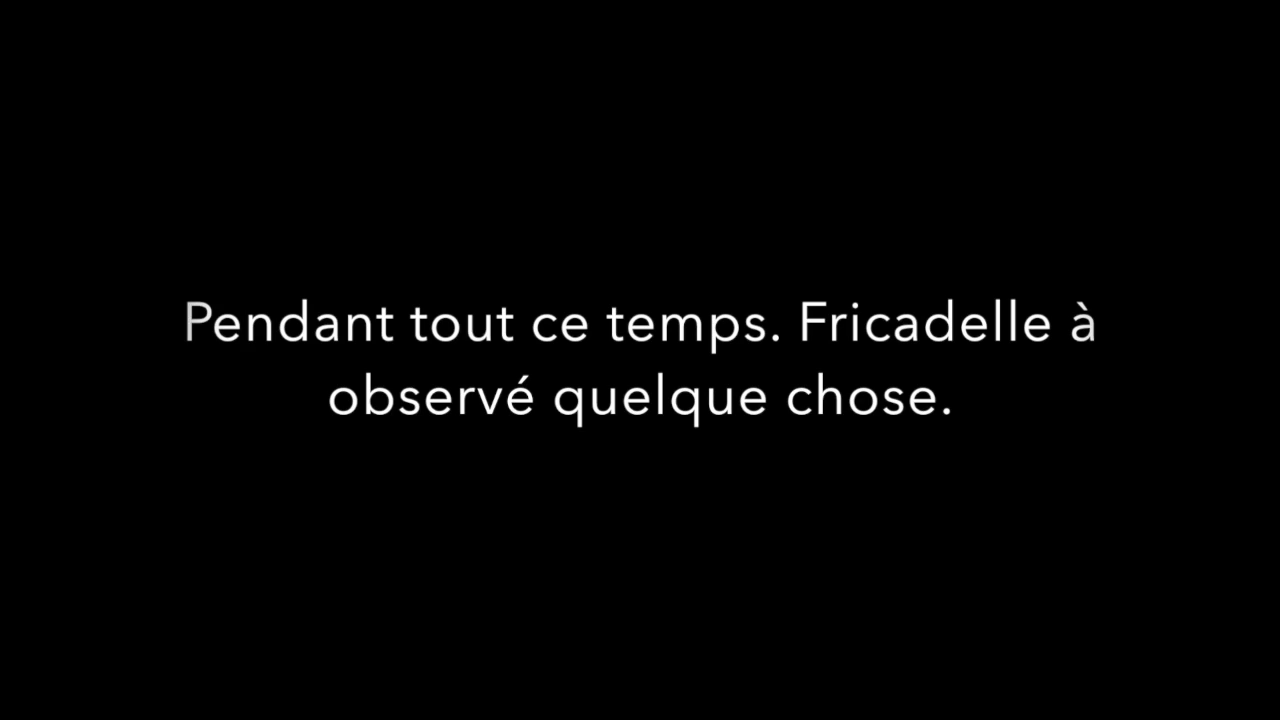 Pendant tout ce temps. Fricadelle à
observé quelque chose.